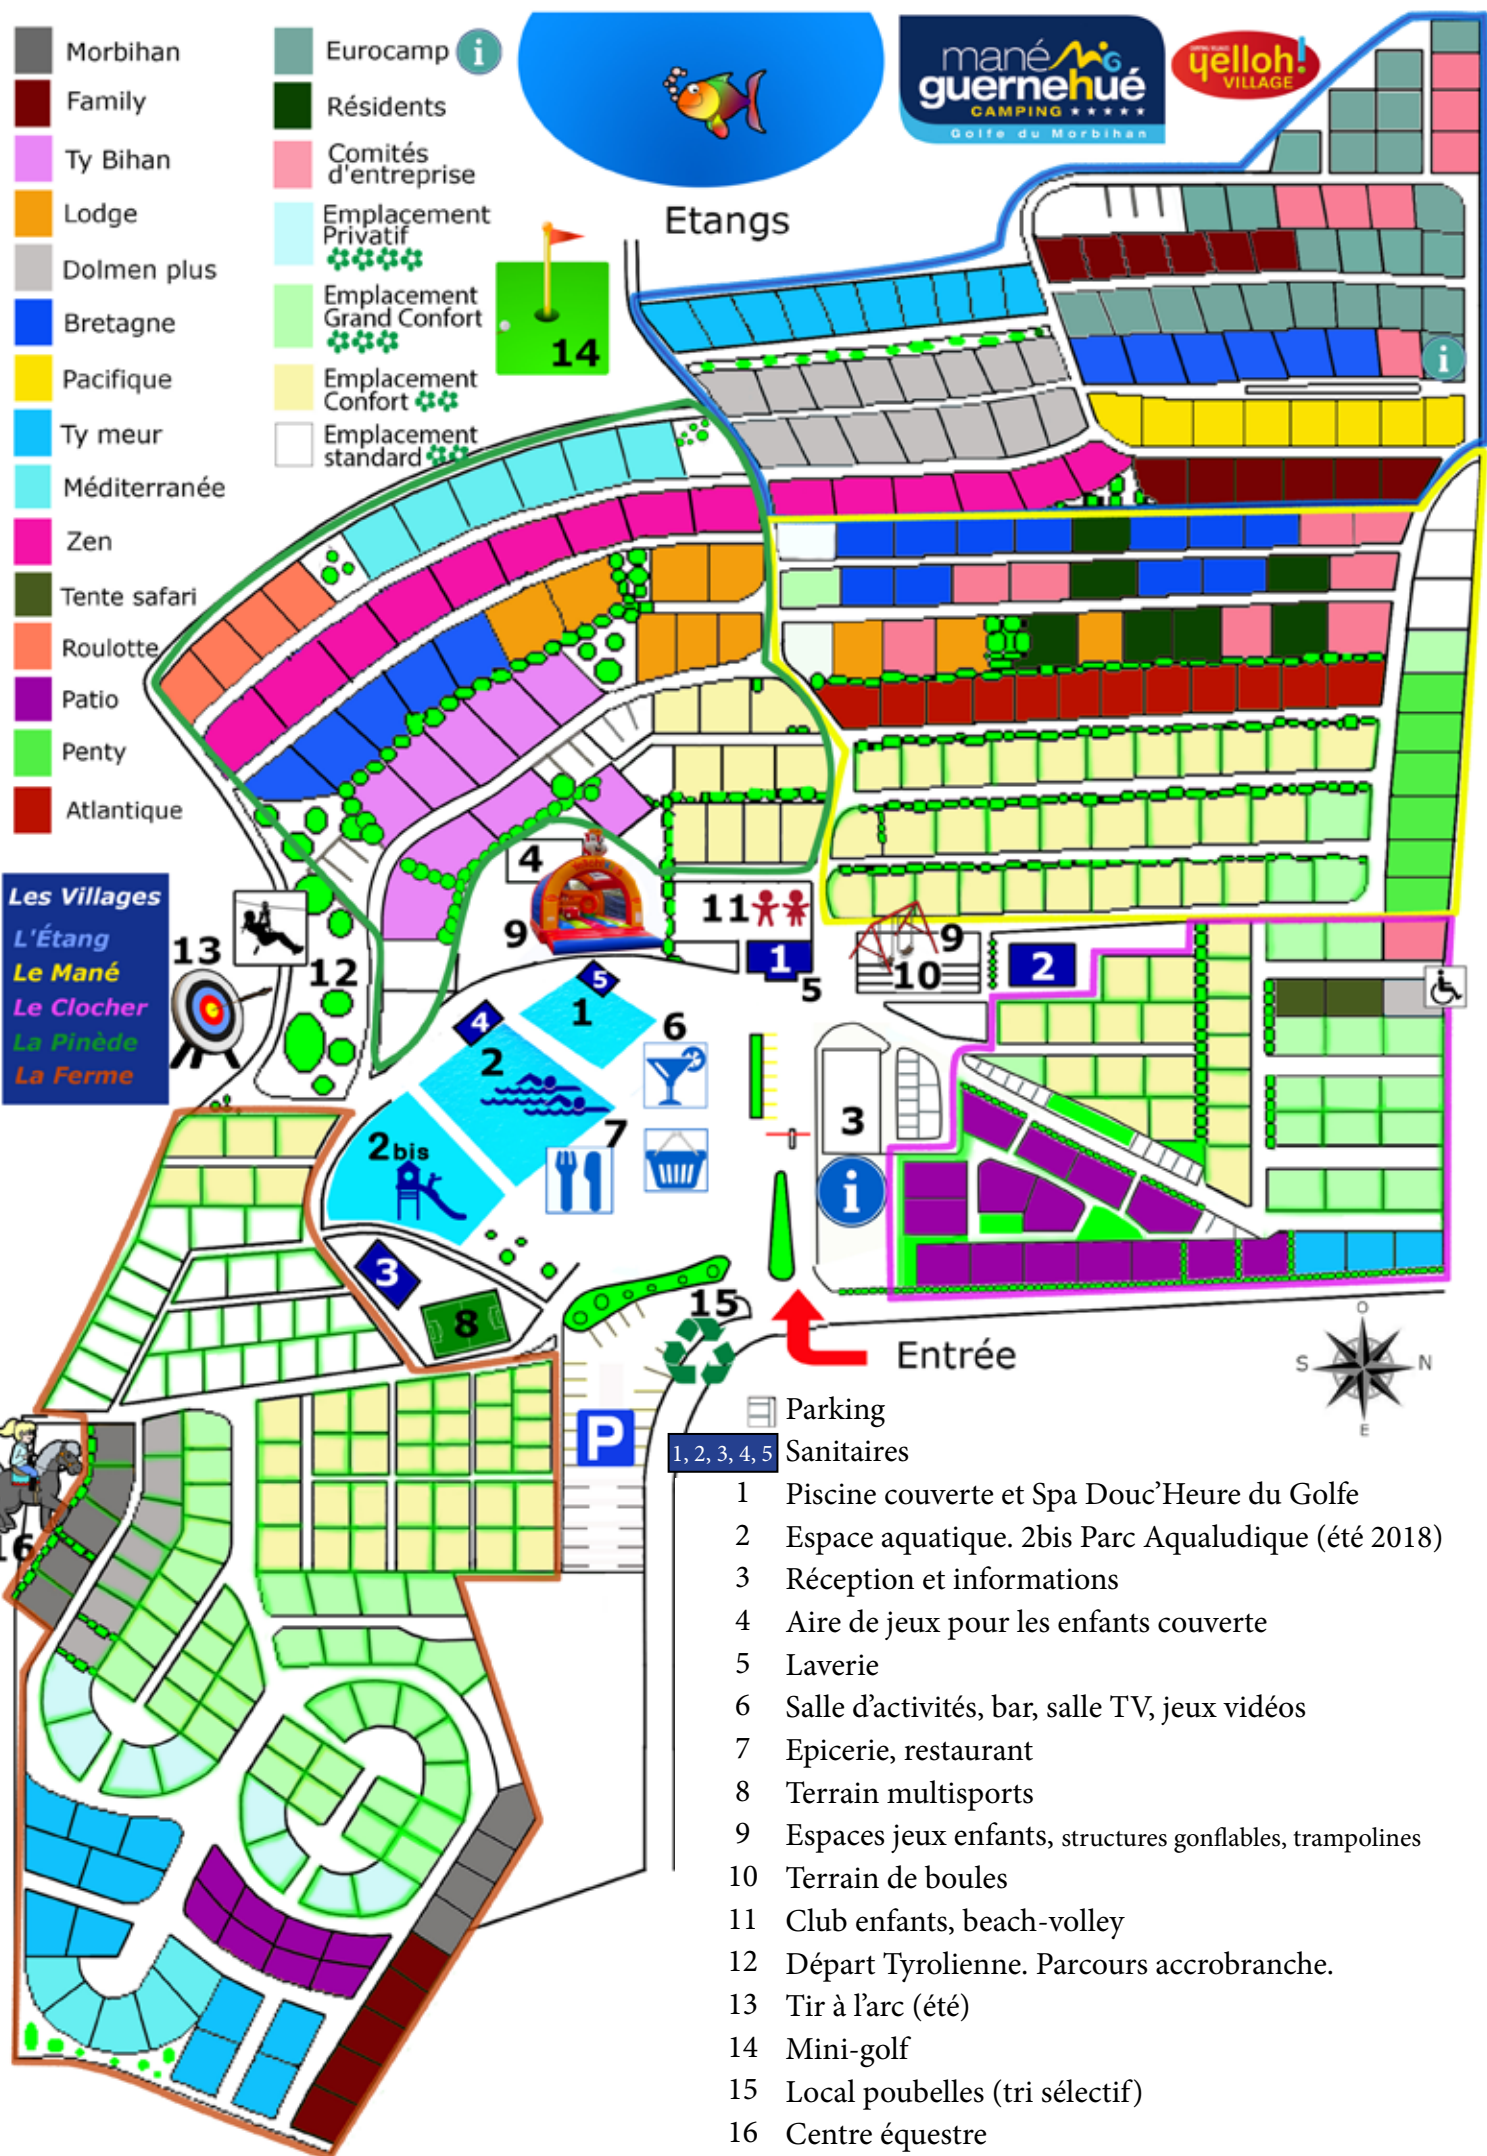 Morbihan
Family
Ty Bihan
Lodge
Dolmen plus
Bretagne
Pacifique
Ty meur
Méditerranée
Zen
Tente safari
Roulotte
Patio
Penty
Atlantique
Eurocamp i
Résidents
Comités
d'entreprise
Emplacement
Privatif
Emplacement
Grand Confort
Emplacement
Confort
Emplacement
standard
Etangs
mané
guernehué
CAMPING ★★★★★
Golfe du Morbihan
CAMPING VILLAGES
yelloh!
VILLAGE
14
i
Les Villages
L'Étang
Le Mané
Le Clocher
La Pinède
La Ferme
13
12
4
9
11
1
5
9
10
2
5
1
4
2
6
7
2bis
3
i
3
8
15
P
16
Entrée
O
S
N
E
Parking
1, 2, 3, 4, 5 Sanitaires
1 Piscine couverte et Spa Douc’Heure du Golfe
2 Espace aquatique. 2bis Parc Aqualudique (été 2018)
3 Réception et informations
4 Aire de jeux pour les enfants couverte
5 Laverie
6 Salle d’activités, bar, salle TV, jeux vidéos
7 Epicerie, restaurant
8 Terrain multisports
9 Espaces jeux enfants, structures gonflables, trampolines
10 Terrain de boules
11 Club enfants, beach-volley
12 Départ Tyrolienne. Parcours accrobranche.
13 Tir à l’arc (été)
14 Mini-golf
15 Local poubelles (tri sélectif)
16 Centre équestre